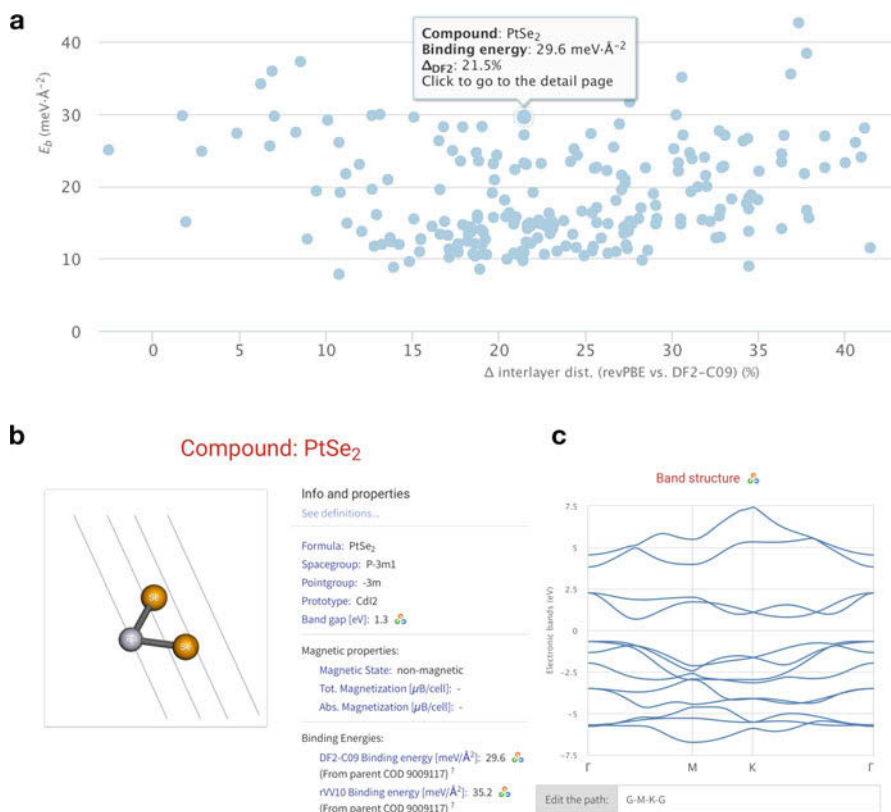 a
Compound: PtSe₂
Binding energy: 29.6 meV·Å⁻²
Δ_DF2: 21.5%
Click to go to the detail page
E_b (meV·Å⁻²)
40
30
20
10
0
0 5 10 15 20 25 30 35 40
Δ interlayer dist. (revPBE vs. DF2–C09) (%)
b
Compound: PtSe₂
Info and properties
See definitions...
Formula: PtSe₂
Spacegroup: P-3m1
Pointgroup: -3m
Prototype: CdI2
Band gap [eV]: 1.3
Magnetic properties:
Magnetic State: non-magnetic
Tot. Magnetization [μB/cell]: -
Abs. Magnetization [μB/cell]: -
Binding Energies:
DF2-C09 Binding energy [meV/Å²]: 29.6
(From parent COD 9009117) ?
rVV10 Binding energy [meV/Å²]: 35.2
(From parent COD 9009117) ?
c
Band structure
Electronic bands (eV)
7.5
5
2.5
0
−2.5
−5
−7.5
Γ M K Γ
Edit the path: G-M-K-G